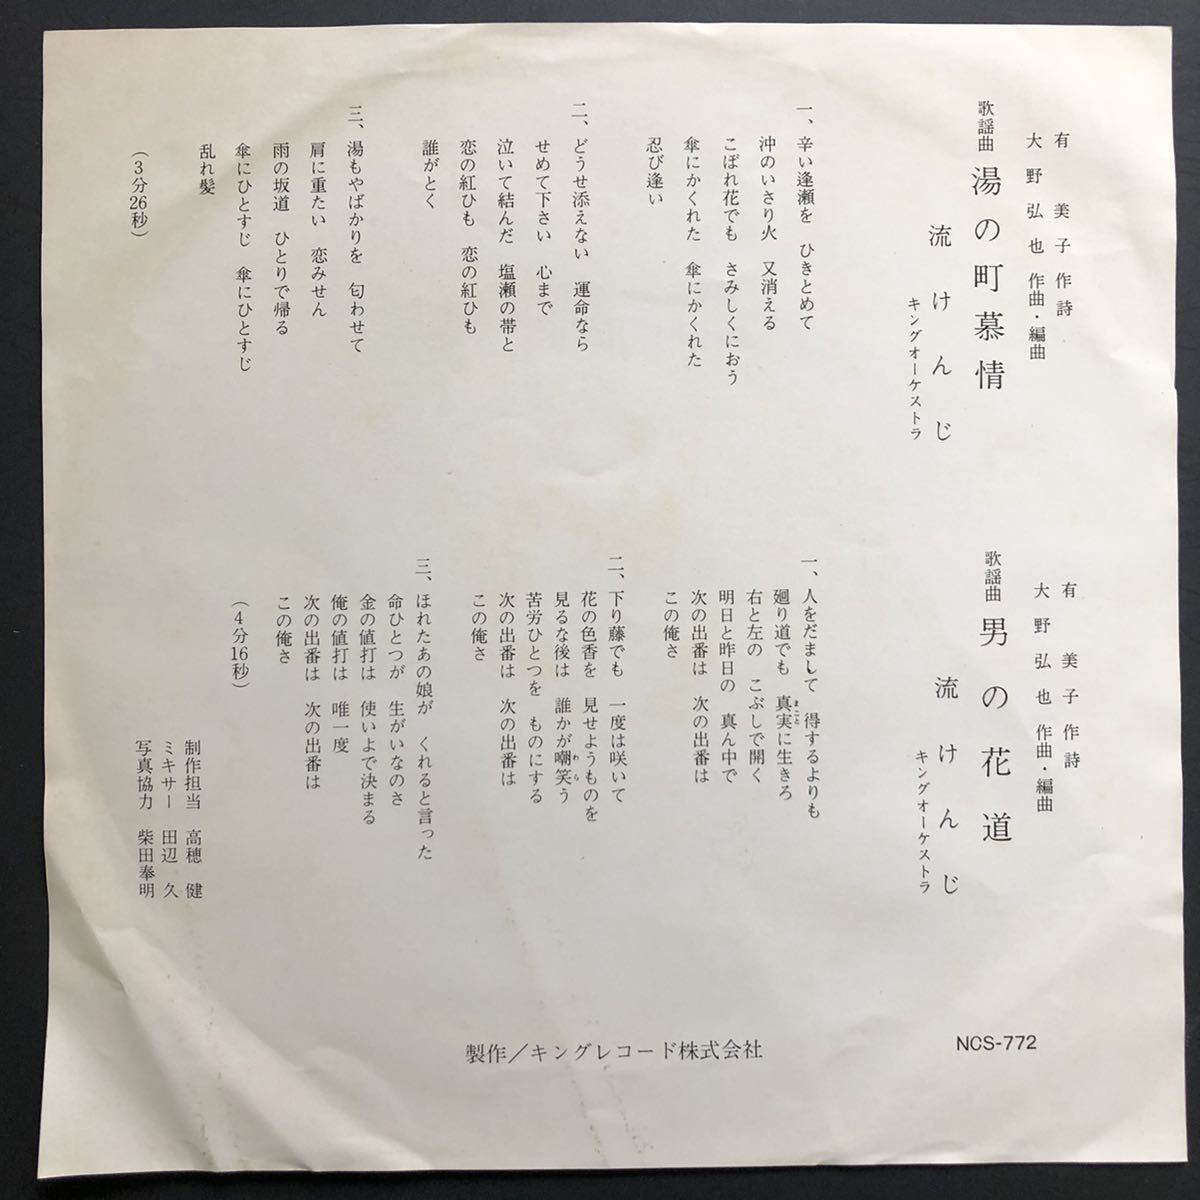 有美子作詩
大野弘也作曲・編曲
歌謡曲 湯の町慕情
流けんじ
キングオーケストラ
一、辛い逢瀬を ひきとめて
沖のいさり火 又消える
こぼれ花でも さみしくにおう
傘にかくれた 傘にかくれた
忍び逢い
二、どうせ添えない 運命なら
せめて下さい 心まで
泣いて結んだ 塩瀬の帯と
恋の紅ひも 恋の紅ひも
誰がとく
三、湯もやばかりを 匂わせて
肩に重たい 恋みせん
雨の坂道 ひとりで帰る
傘にひとすじ 傘にひとすじ
乱れ髪
(3分26秒)
有美子作詩
大野弘也作曲・編曲
歌謡曲 男の花道
流けんじ
キングオーケストラ
一、人をだまして 得するよりも
廻り道でも 真実に生きろ
まこと
右と左の こぶしで開く
明日と昨日の 真ん中で
次の出番は 次の出番は
この俺さ
二、下り藤でも 一度は咲いて
花の色香を 見せようものを
見るな後は 誰かが嘲笑う
わら
苦労ひとつを ものにする
次の出番は 次の出番は
この俺さ
三、ほれたあの娘が くれると言った
命ひとつが 生がいなのさ
金の値打は 使いよで決まる
俺の値打は 唯一度
次の出番は 次の出番は
この俺さ
(4分16秒)
制作担当 高穂健
ミキサー 田辺久
写真協力 柴田奉明
製作/キングレコード株式会社
NCS-772